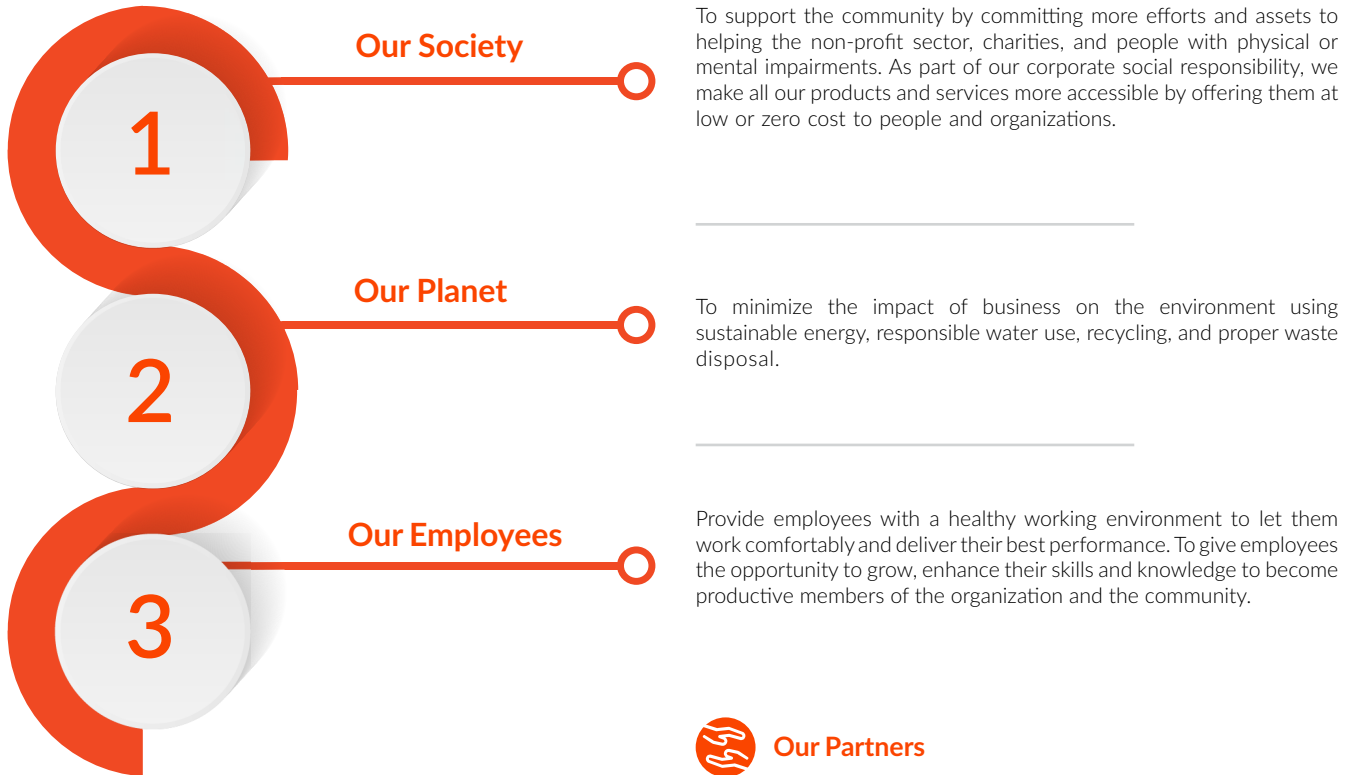 1
Our Society
To support the community by committing more efforts and assets to
helping the non-profit sector, charities, and people with physical or
mental impairments. As part of our corporate social responsibility, we
make all our products and services more accessible by offering them at
low or zero cost to people and organizations.
2
Our Planet
To minimize the impact of business on the environment using
sustainable energy, responsible water use, recycling, and proper waste
disposal.
3
Our Employees
Provide employees with a healthy working environment to let them
work comfortably and deliver their best performance. To give employees
the opportunity to grow, enhance their skills and knowledge to become
productive members of the organization and the community.
Our Partners